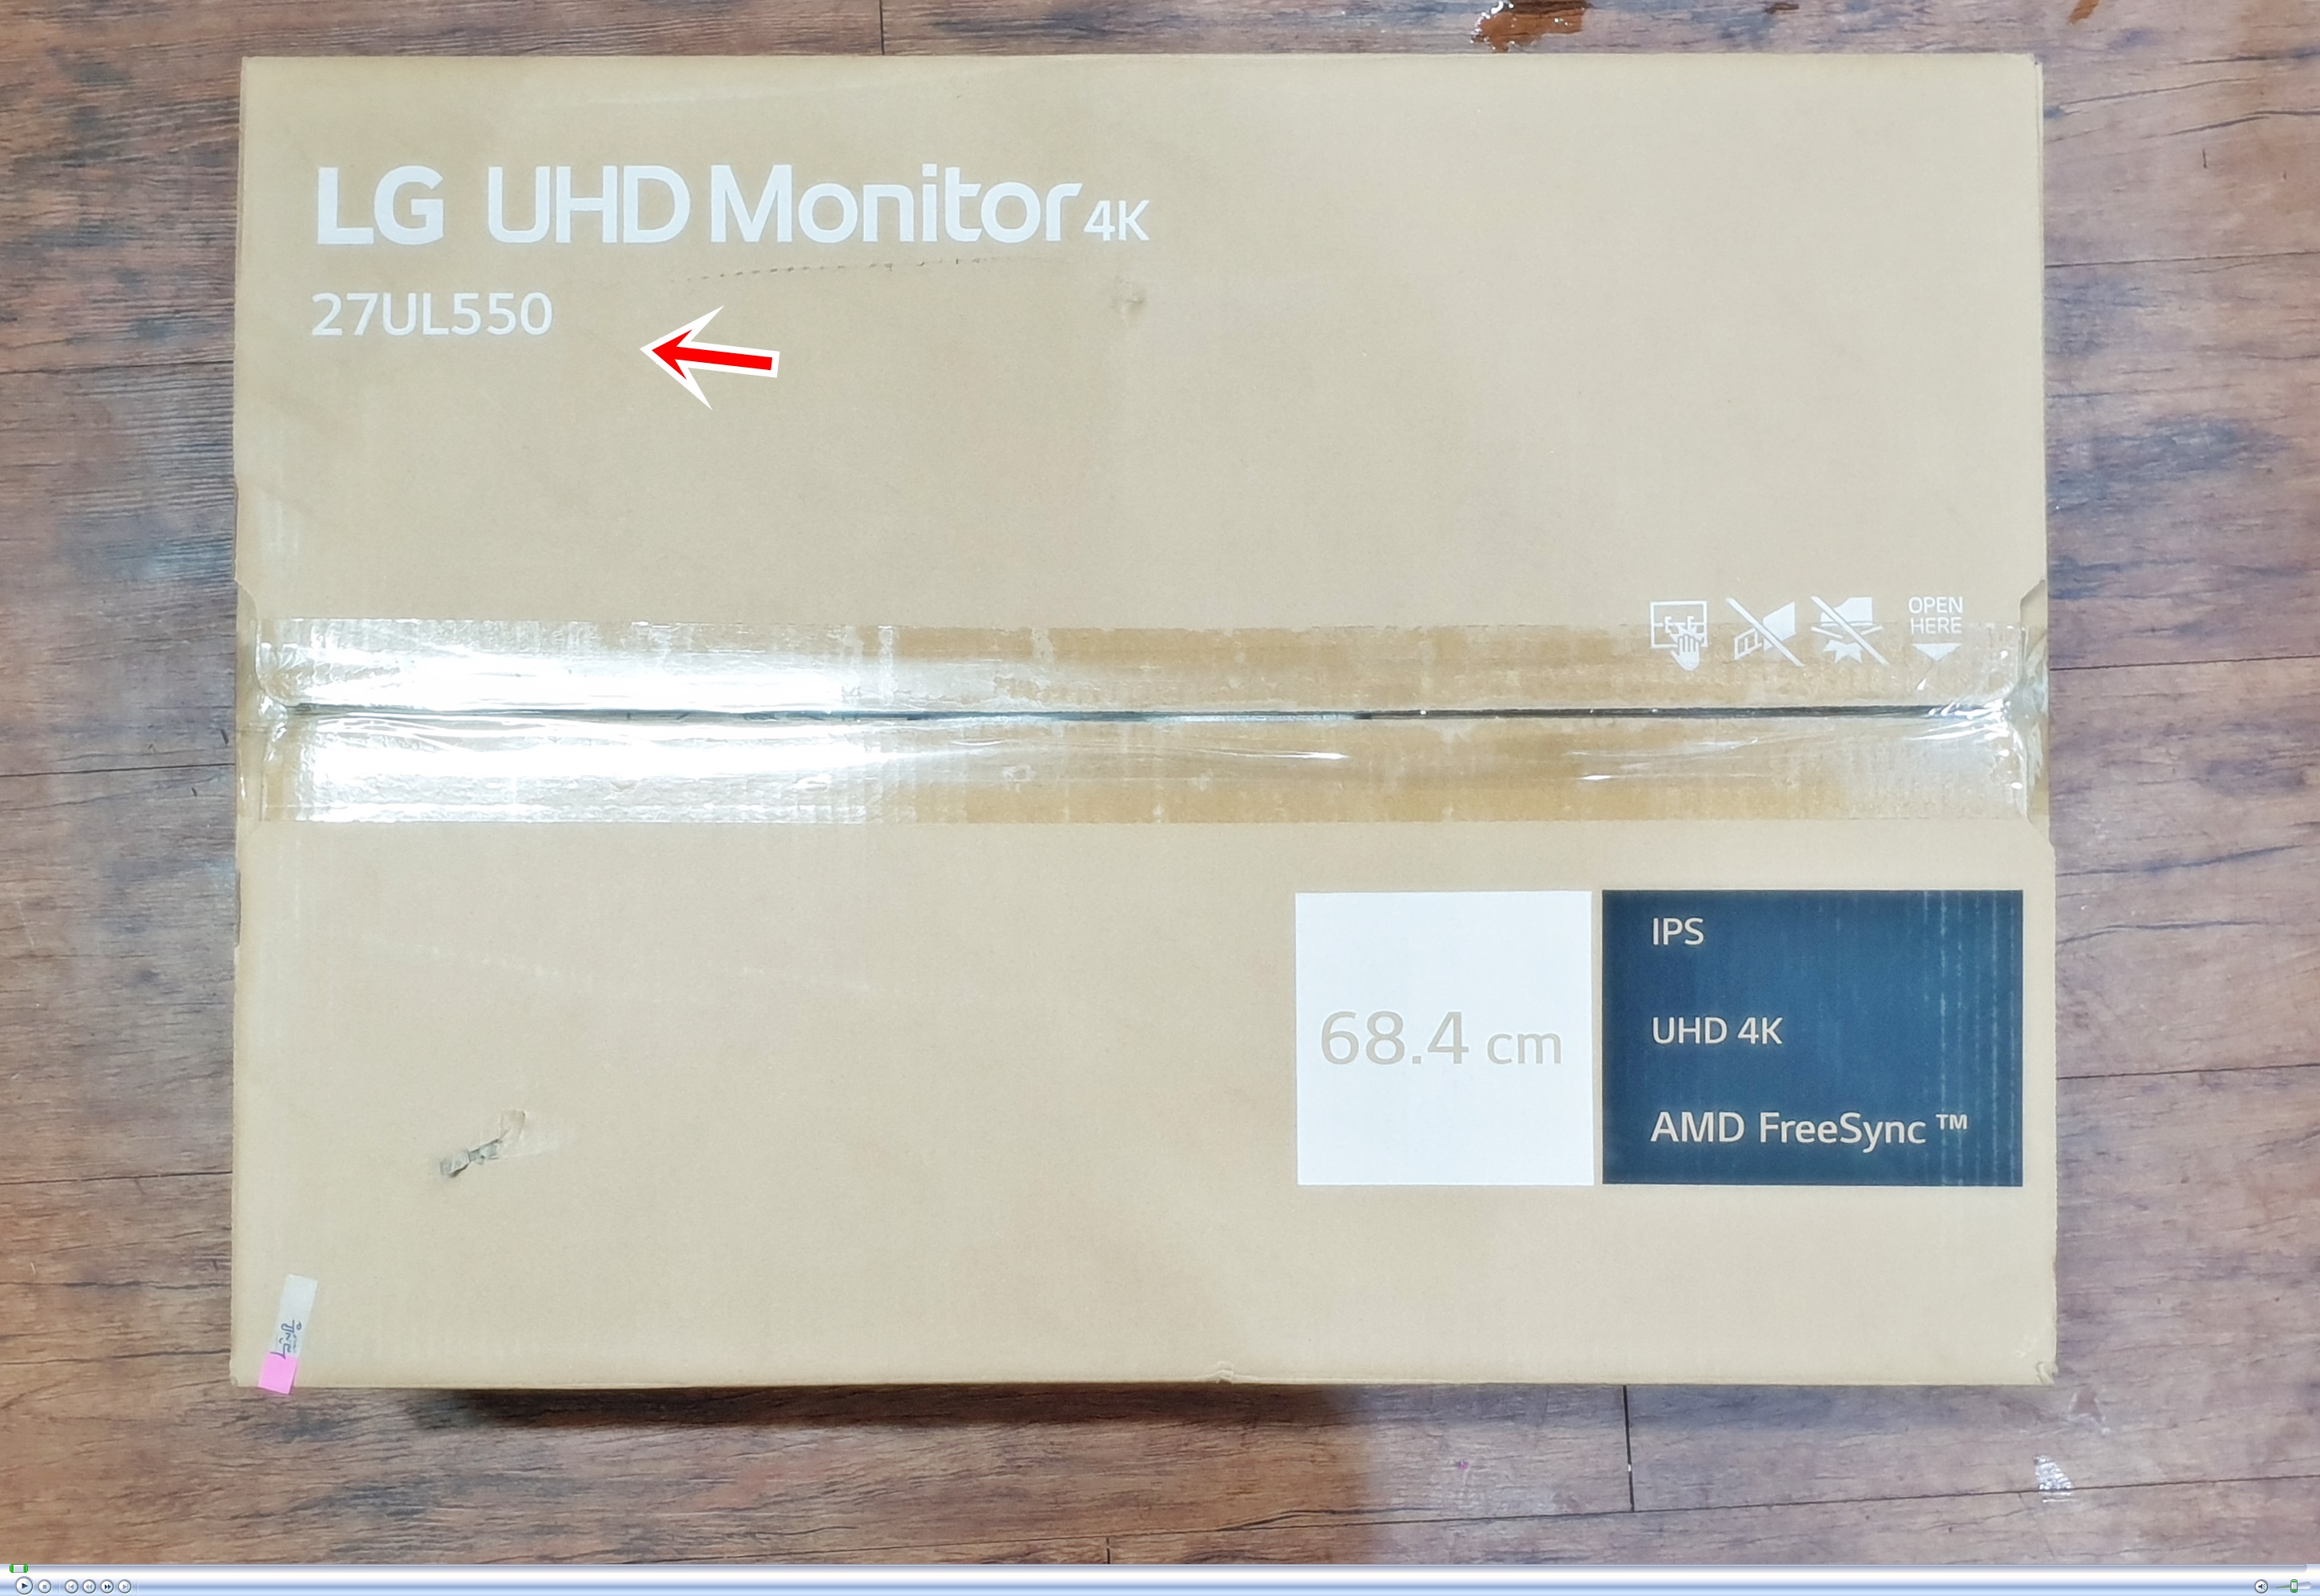 LG UHD Monitor 4K
27UL550
OPEN
HERE
68.4 cm
IPS
UHD 4K
AMD FreeSync ™